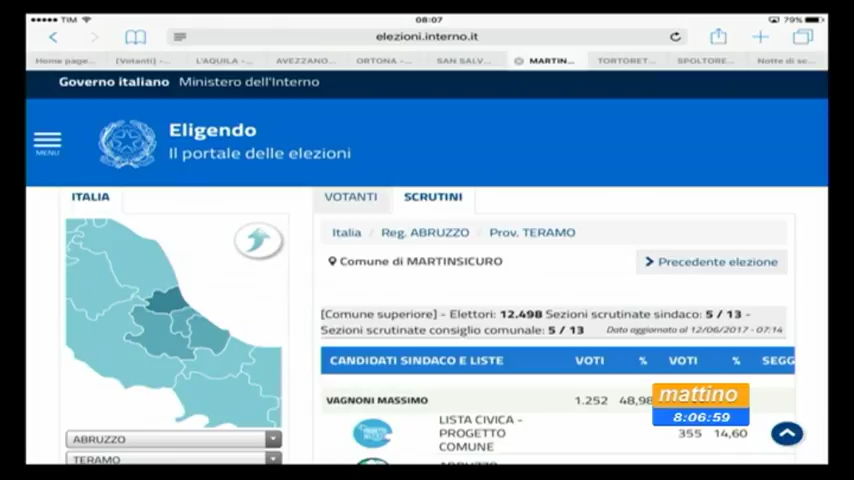 TIM
08:07
79%
elezioni.interno.it
Home page...
(Votanti) -...
L'AQUILA -...
AVEZZANO...
ORTONA -...
SAN SALV...
MARTIN...
TORTORET...
SPOLTORE...
Notte di sc...
Governo italiano Ministero dell'Interno
MENU
Eligendo
Il portale delle elezioni
ITALIA
VOTANTI SCRUTINI
Italia / Reg. ABRUZZO / Prov. TERAMO
Comune di MARTINSICURO
Precedente elezione
[Comune superiore] - Elettori: 12.498 Sezioni scrutinate sindaco: 5 / 13 -
Sezioni scrutinate consiglio comunale: 5 / 13 Dato aggiornato al 12/06/2017 - 07:14
CANDIDATI SINDACO E LISTE VOTI % VOTI % SEGG
VAGNONI MASSIMO 1.252 48,98
mattino
8:06:59
LISTA CIVICA -
PROGETTO
COMUNE
355 14,60
ABRUZZO
TERAMO